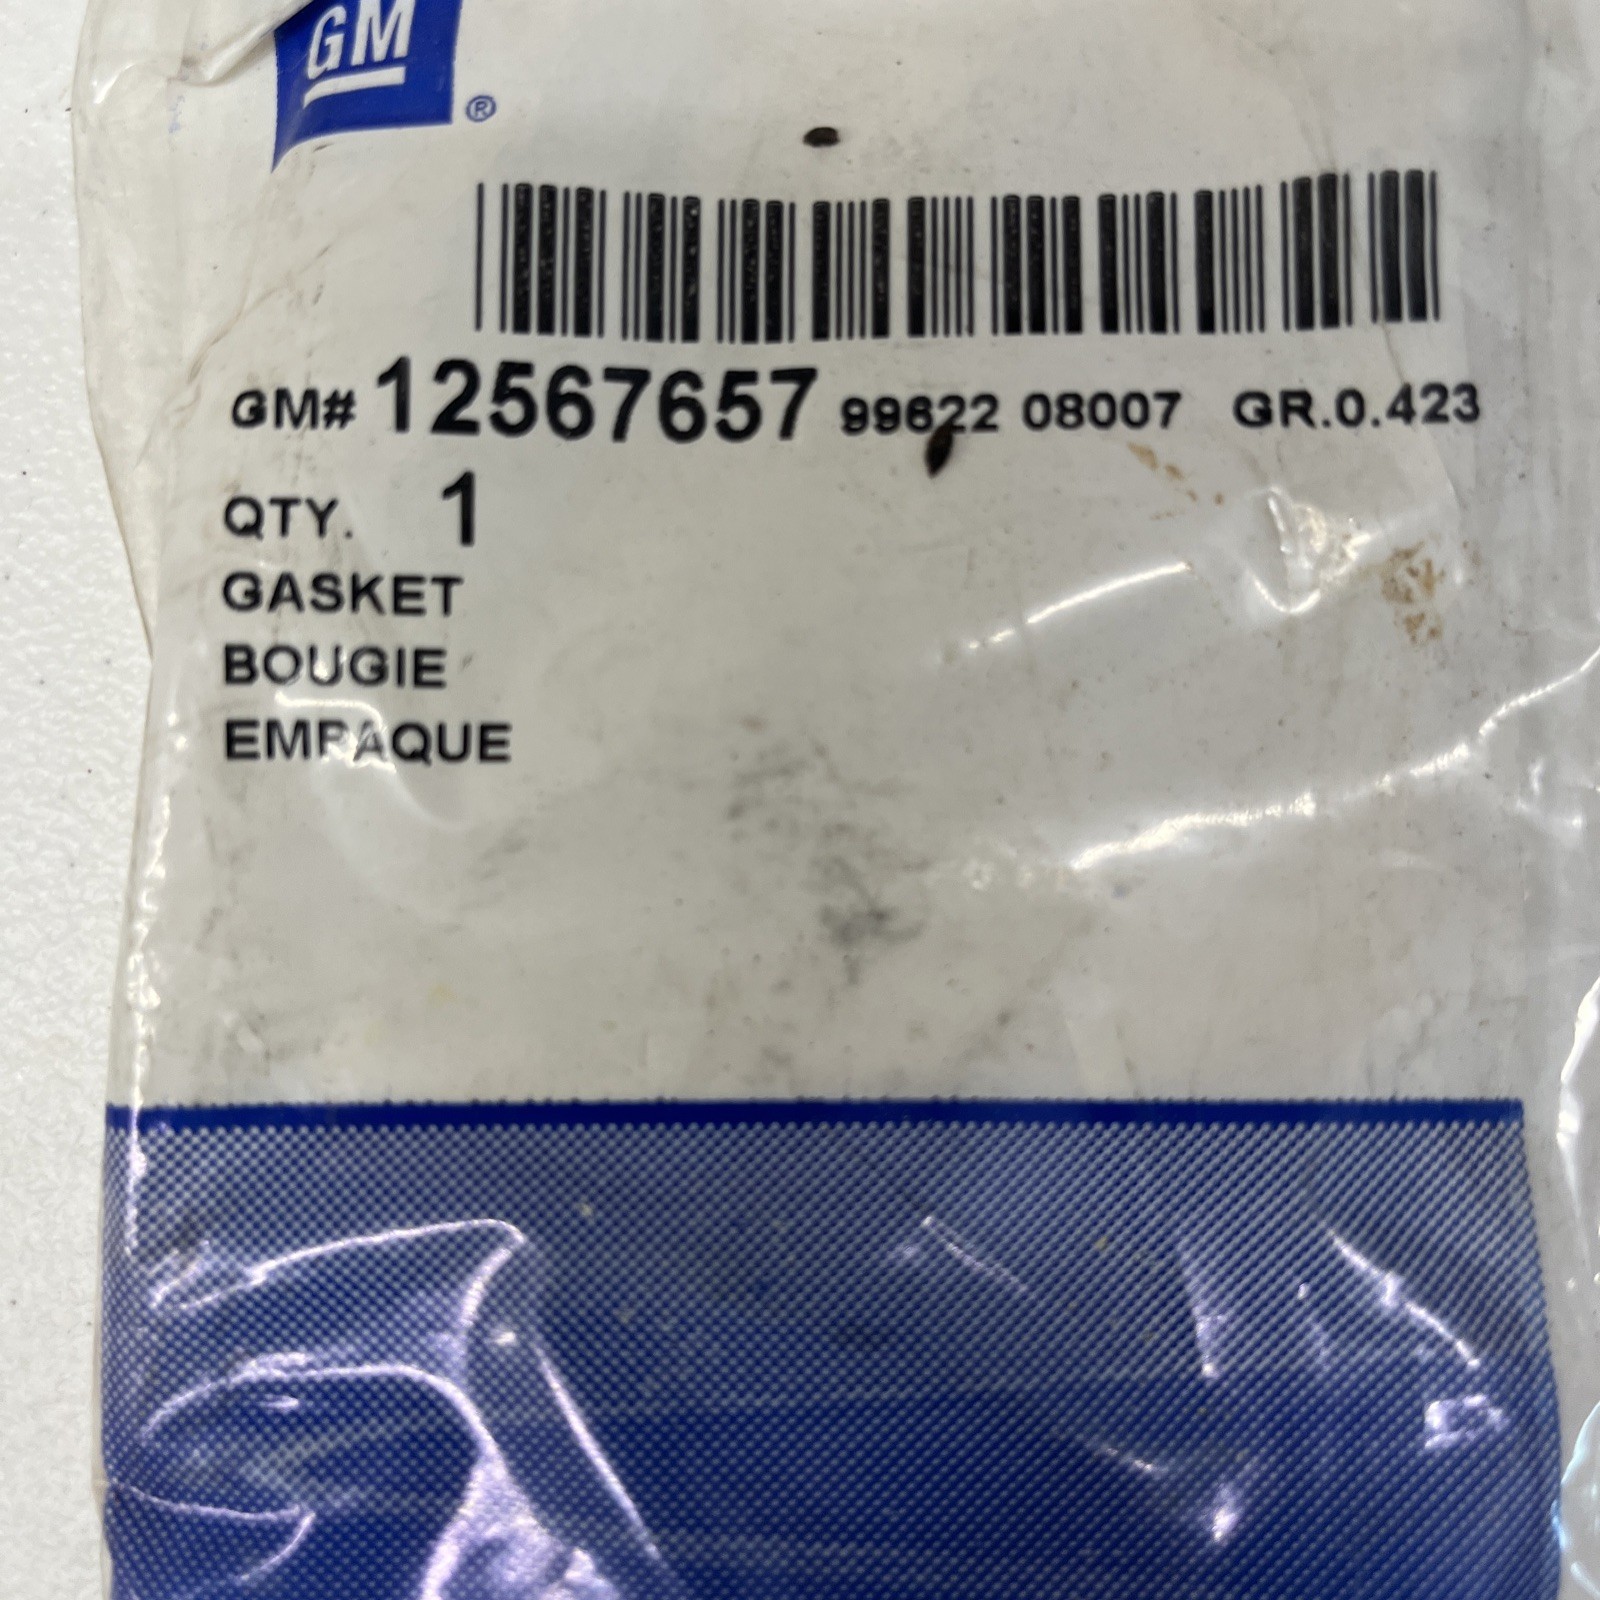 GM ®
GM# 12567657 99622 08007 GR.0.423
QTY. 1
GASKET
BOUGIE
EMPAQUE